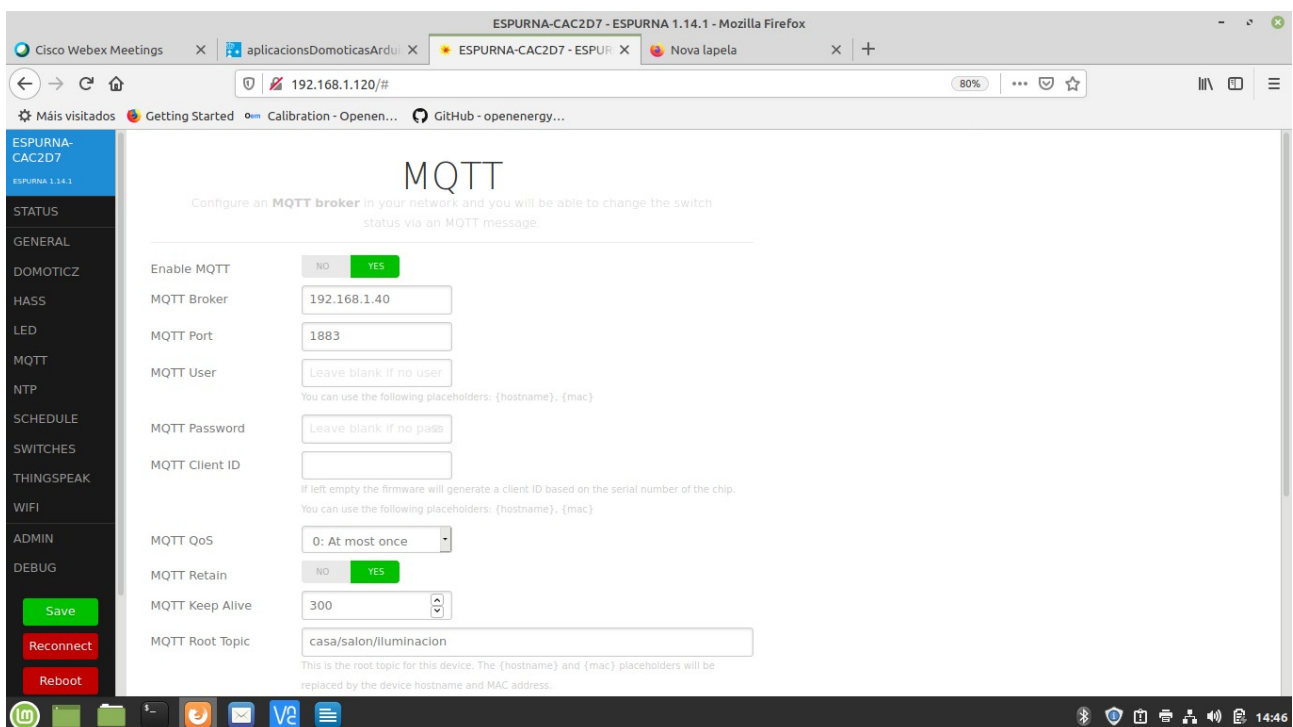 ESPURNA-CAC2D7 - ESPURNA 1.14.1 - Mozilla Firefox
Cisco Webex Meetings
aplicacionsDomoticasArdui
ESPURNA-CAC2D7 - ESPUR
Nova lapela
192.168.1.120/#
80%
Máis visitados
Getting Started
Calibration - Openen...
GitHub - openenergy...
ESPURNA-
CAC2D7
ESPURNA 1.14.1
STATUS
GENERAL
DOMOTICZ
HASS
LED
MQTT
NTP
SCHEDULE
SWITCHES
THINGSPEAK
WIFI
ADMIN
DEBUG
Save
Reconnect
Reboot
MQTT
Configure an MQTT broker in your network and you will be able to change the switch
status via an MQTT message.
Enable MQTT NO YES
MQTT Broker 192.168.1.40
MQTT Port 1883
MQTT User Leave blank if no user
You can use the following placeholders: {hostname}, {mac}
MQTT Password Leave blank if no pass
MQTT Client ID
If left empty the firmware will generate a client ID based on the serial number of the chip.
You can use the following placeholders: {hostname}, {mac}
MQTT QoS 0: At most once
MQTT Retain NO YES
MQTT Keep Alive 300
MQTT Root Topic casa/salon/iluminacion
This is the root topic for this device. The {hostname} and {mac} placeholders will be
replaced by the device hostname and MAC address.
14:46